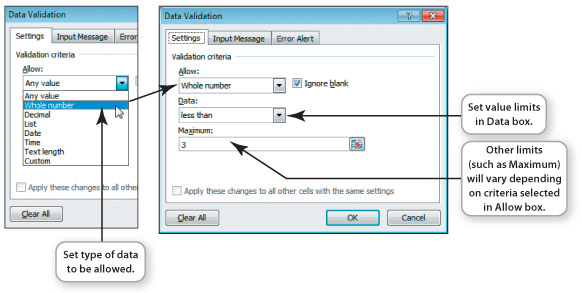 Data Validation
Settings
Input Message
Error
Validation criteria
Allow:
Any value
Any value
Whole number
Decimal
List
Date
Time
Text length
Custom
Apply these changes to all other
Clear All
Set type of data
to be allowed.
Data Validation
Settings
Input Message
Error Alert
Validation criteria
Allow:
Whole number
Ignore blank
Data:
less than
Maximum:
3
Apply these changes to all other cells with the same settings
Clear All
OK
Cancel
Set value limits
in Data box.
Other limits
(such as Maximum)
will vary depending
on criteria selected
in Allow box.